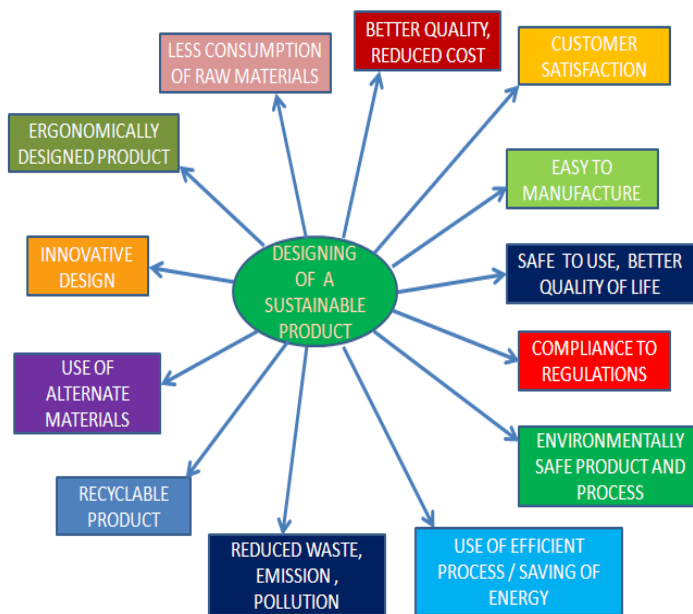 BETTER QUALITY,
REDUCED COST
CUSTOMER
SATISFACTION
LESS CONSUMPTION
OF RAW MATERIALS
ERGONOMICALLY
DESIGNED PRODUCT
EASY TO
MANUFACTURE
INNOVATIVE
DESIGN
DESIGNING
OF A
SUSTAINABLE
PRODUCT
SAFE TO USE, BETTER
QUALITY OF LIFE
USE OF
ALTERNATE
MATERIALS
COMPLIANCE TO
REGULATIONS
ENVIRONMENTALLY
SAFE PRODUCT AND
PROCESS
RECYCLABLE
PRODUCT
REDUCED WASTE,
EMISSION ,
POLLUTION
USE OF EFFICIENT
PROCESS / SAVING OF
ENERGY